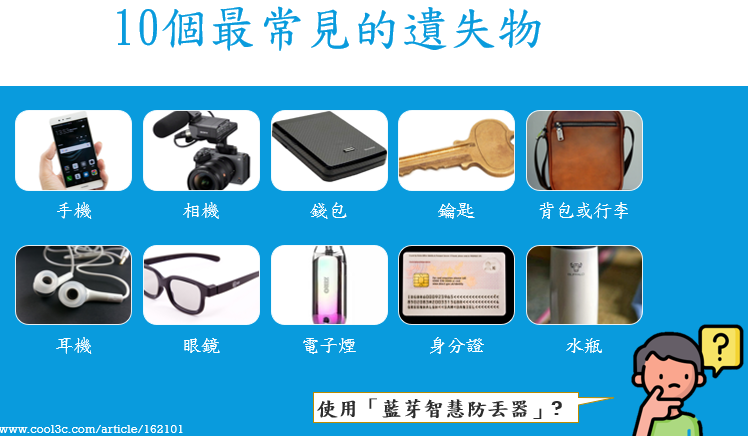 10個最常見的遺失物
手機
相機
錢包
鑰匙
背包或行李
耳機
眼鏡
電子煙
身分證
水瓶
?
使用「藍芽智慧防丟器」?
www.cool3c.com/article/162101